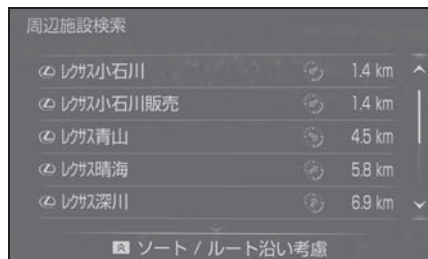 周辺施設検索
レクサス小石川 1.4 km
レクサス小石川販売 1.4 km
レクサス青山 4.5 km
レクサス晴海 5.8 km
レクサス深川 6.9 km
ソート / ルート沿い考慮